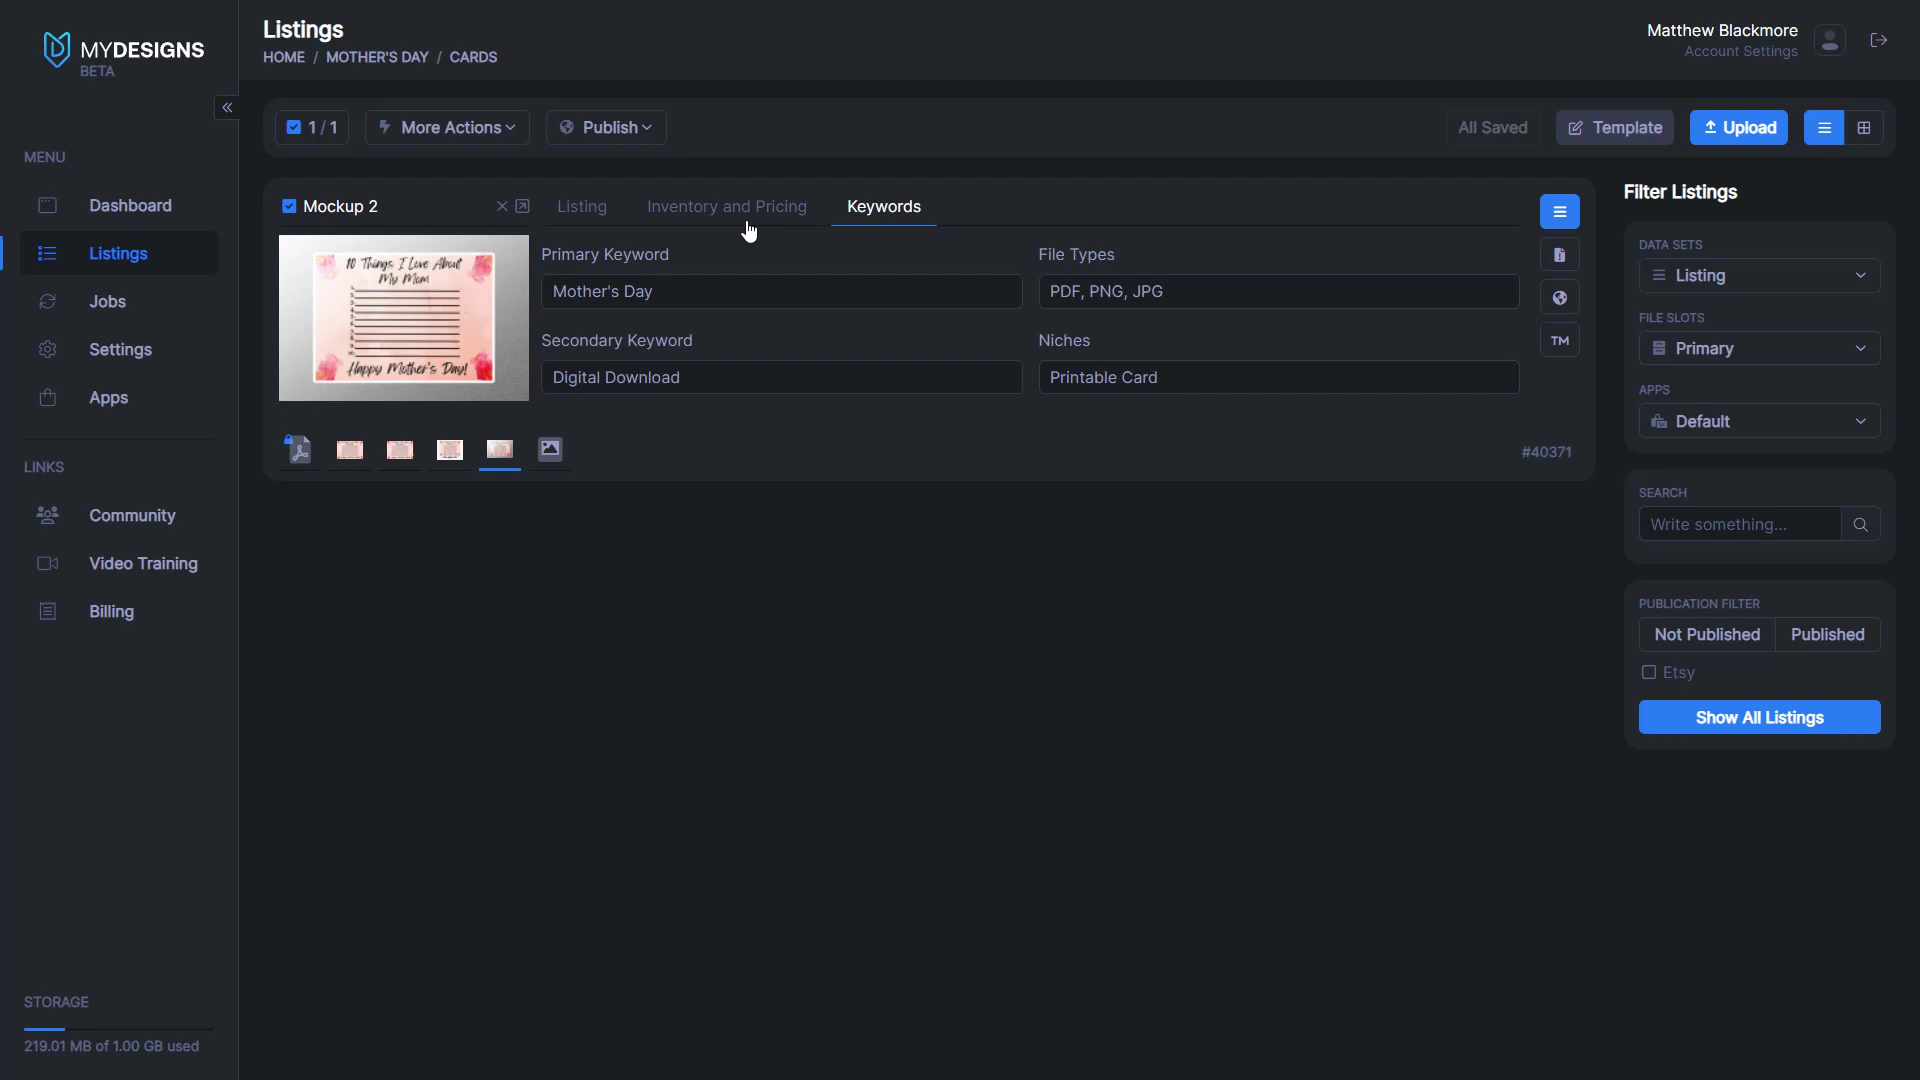 MYDESIGNS
BETA
MENU
Dashboard
Listings
Jobs
Settings
Apps
LINKS
Community
Video Training
Billing
STORAGE
219.01 MB of 1.00 GB used
Listings
HOME / MOTHER'S DAY / CARDS
Matthew Blackmore
Account Settings
1 / 1
More Actions
Publish
All Saved
Template
Upload
Mockup 2
Listing
Inventory and Pricing
Keywords
10 Things I Love About
My Mom
Happy Mother's Day!
Primary Keyword
Mother's Day
File Types
PDF, PNG, JPG
Secondary Keyword
Digital Download
Niches
Printable Card
TM
#40371
Filter Listings
DATA SETS
Listing
FILE SLOTS
Primary
APPS
Default
SEARCH
Write something...
PUBLICATION FILTER
Not Published
Published
Etsy
Show All Listings